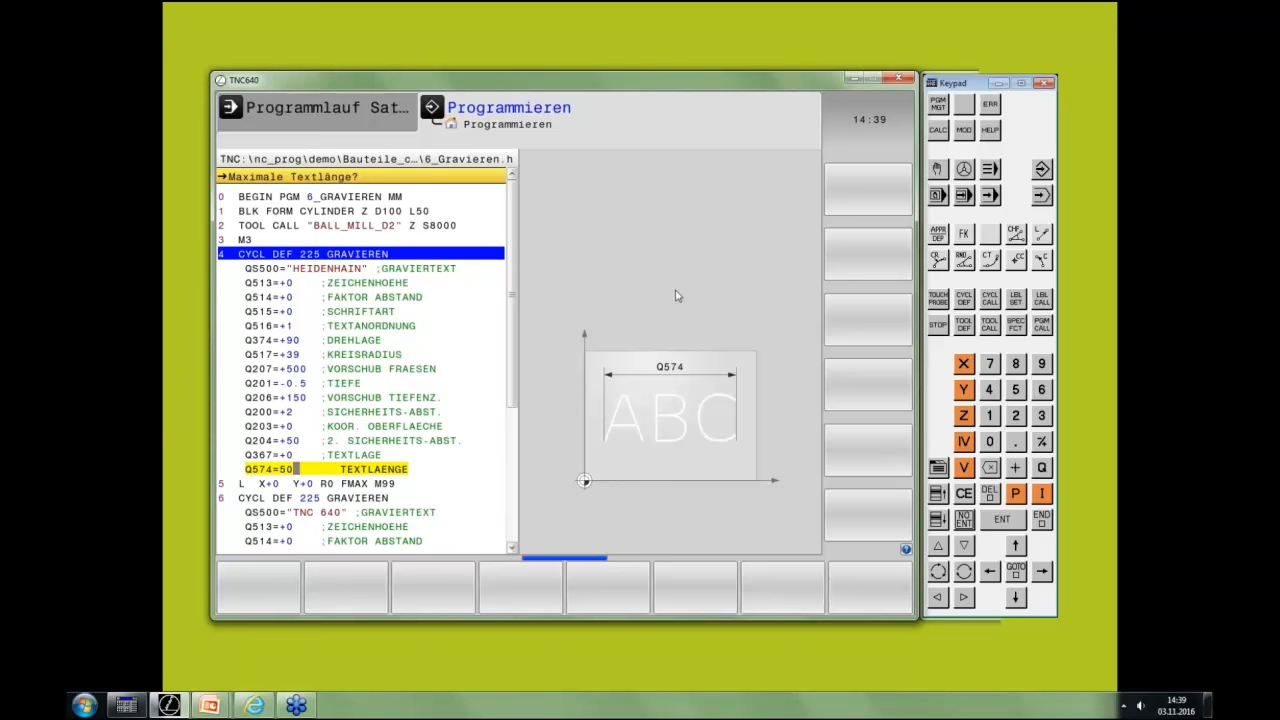 TNC640
Programmlauf Sat…
Programmieren
Programmieren
14:39
TNC:\nc_prog\demo\Bauteile_c…\6_Gravieren.h
→Maximale Textlänge?
0 BEGIN PGM 6_GRAVIEREN MM
1 BLK FORM CYLINDER Z D100 L50
2 TOOL CALL "BALL_MILL_D2" Z S8000
3 M3
4 CYCL DEF 225 GRAVIEREN
QS500="HEIDENHAIN" ;GRAVIERTEXT
Q513=+0 ;ZEICHENHOEHE
Q514=+0 ;FAKTOR ABSTAND
Q515=+0 ;SCHRIFTART
Q516=+1 ;TEXTANORDNUNG
Q374=+90 ;DREHLAGE
Q517=+39 ;KREISRADIUS
Q207=+500 ;VORSCHUB FRAESEN
Q201=-0.5 ;TIEFE
Q206=+150 ;VORSCHUB TIEFENZ.
Q200=+2 ;SICHERHEITS-ABST.
Q203=+0 ;KOOR. OBERFLAECHE
Q204=+50 ;2. SICHERHEITS-ABST.
Q367=+0 ;TEXTLAGE
Q574=50 TEXTLAENGE
5 L X+0 Y+0 R0 FMAX M99
6 CYCL DEF 225 GRAVIEREN
QS500="TNC 640" ;GRAVIERTEXT
Q513=+0 ;ZEICHENHOEHE
Q514=+0 ;FAKTOR ABSTAND
Q574
ABC
Keypad
PGM MGT ERR
CALC MOD HELP
APPR DEP FK CHF L
CR RND CT CC C
TOUCH PROBE CYCL DEF CYCL CALL LBL SET LBL CALL
STOP TOOL DEF TOOL CALL SPEC FCT PGM CALL
X 7 8 9
Y 4 5 6
Z 1 2 3
IV 0 .
V + Q
CE DEL P I
NO ENT ENT END
GOTO
14:39
03.11.2016